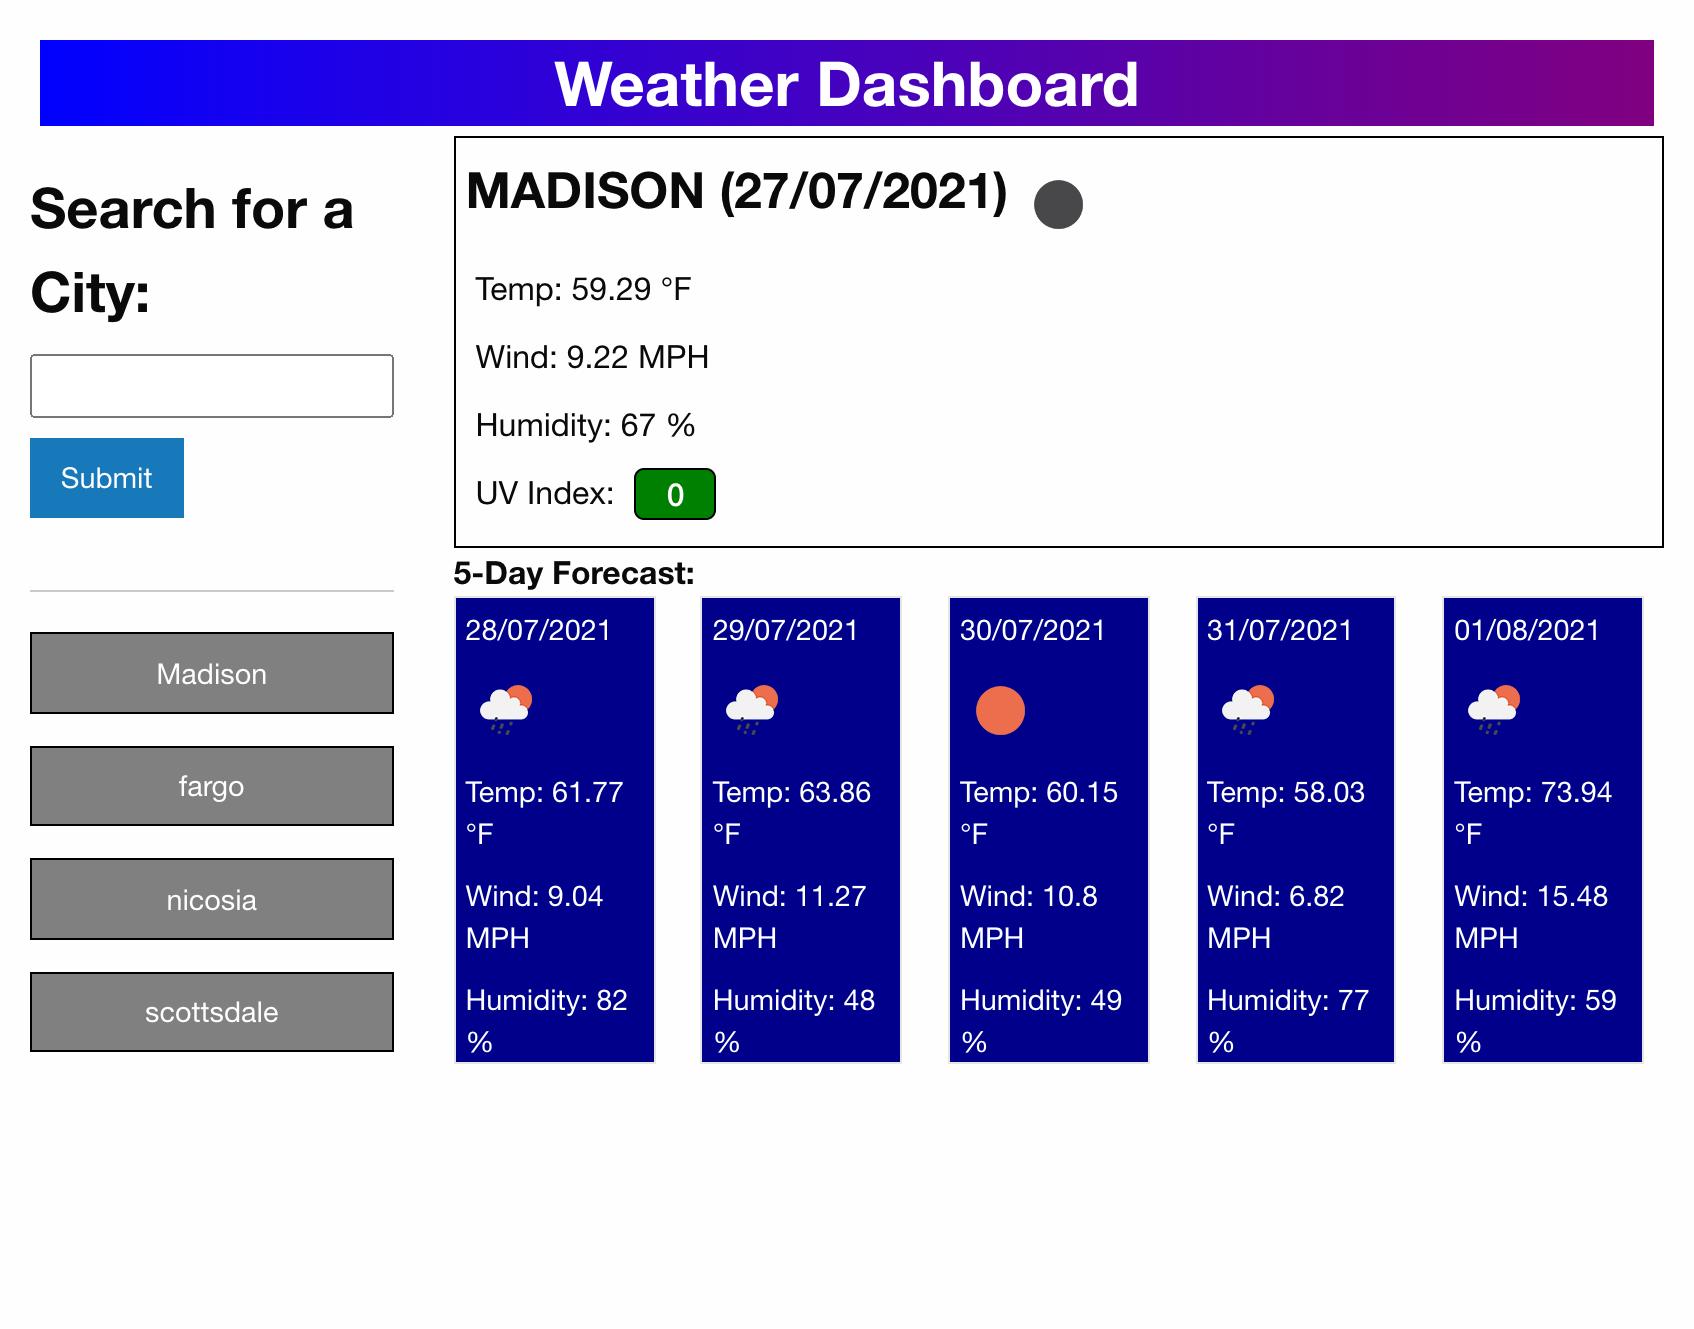 Weather Dashboard
Search for a
City:
Submit
Madison
fargo
nicosia
scottsdale
MADISON (27/07/2021)
Temp: 59.29 °F
Wind: 9.22 MPH
Humidity: 67 %
UV Index: 0
5-Day Forecast:
28/07/2021
Temp: 61.77
°F
Wind: 9.04
MPH
Humidity: 82
%
29/07/2021
Temp: 63.86
°F
Wind: 11.27
MPH
Humidity: 48
%
30/07/2021
Temp: 60.15
°F
Wind: 10.8
MPH
Humidity: 49
%
31/07/2021
Temp: 58.03
°F
Wind: 6.82
MPH
Humidity: 77
%
01/08/2021
Temp: 73.94
°F
Wind: 15.48
MPH
Humidity: 59
%